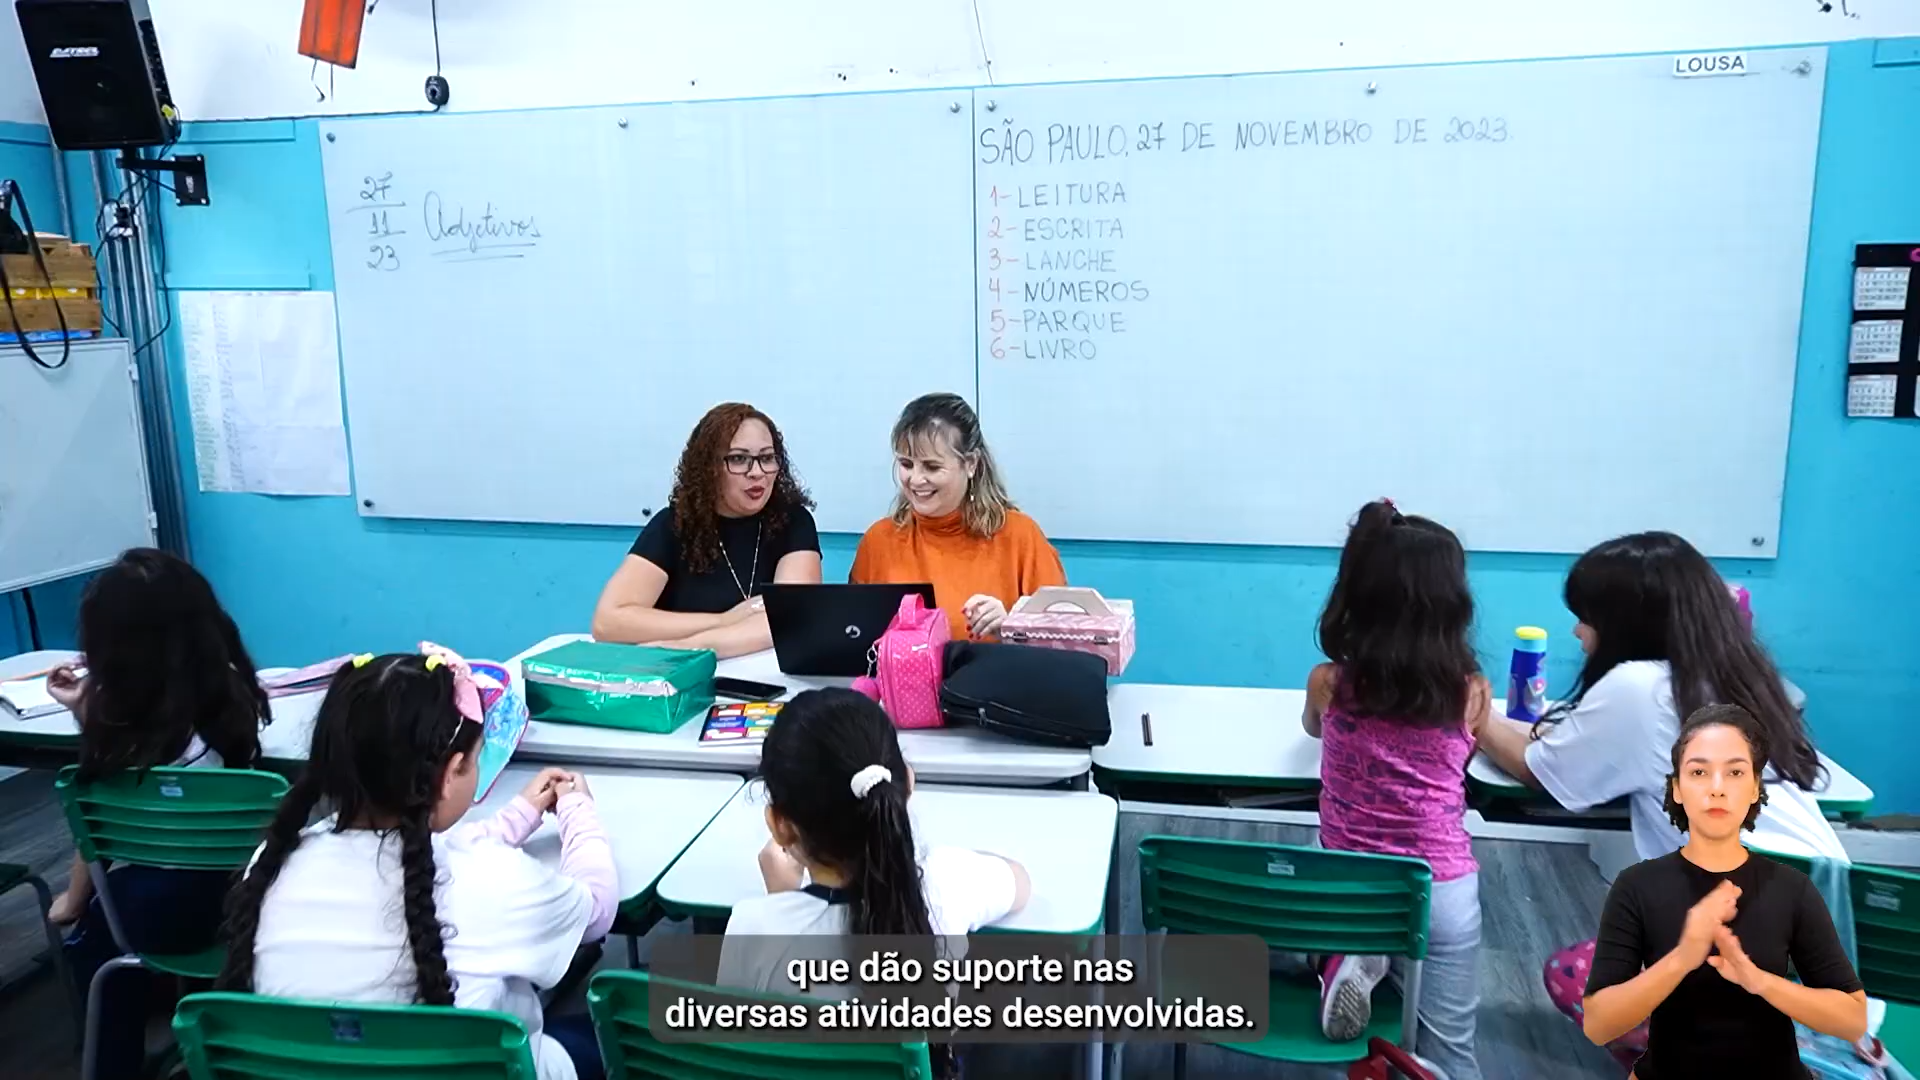 LOUSA
SÃO PAULO, 27 DE NOVEMBRO DE 2023.
27
11
23
Adjetivos
1-LEITURA
2-ESCRITA
3-LANCHE
4-NÚMEROS
5-PARQUE
6-LIVRO
que dão suporte nas
diversas atividades desenvolvidas.